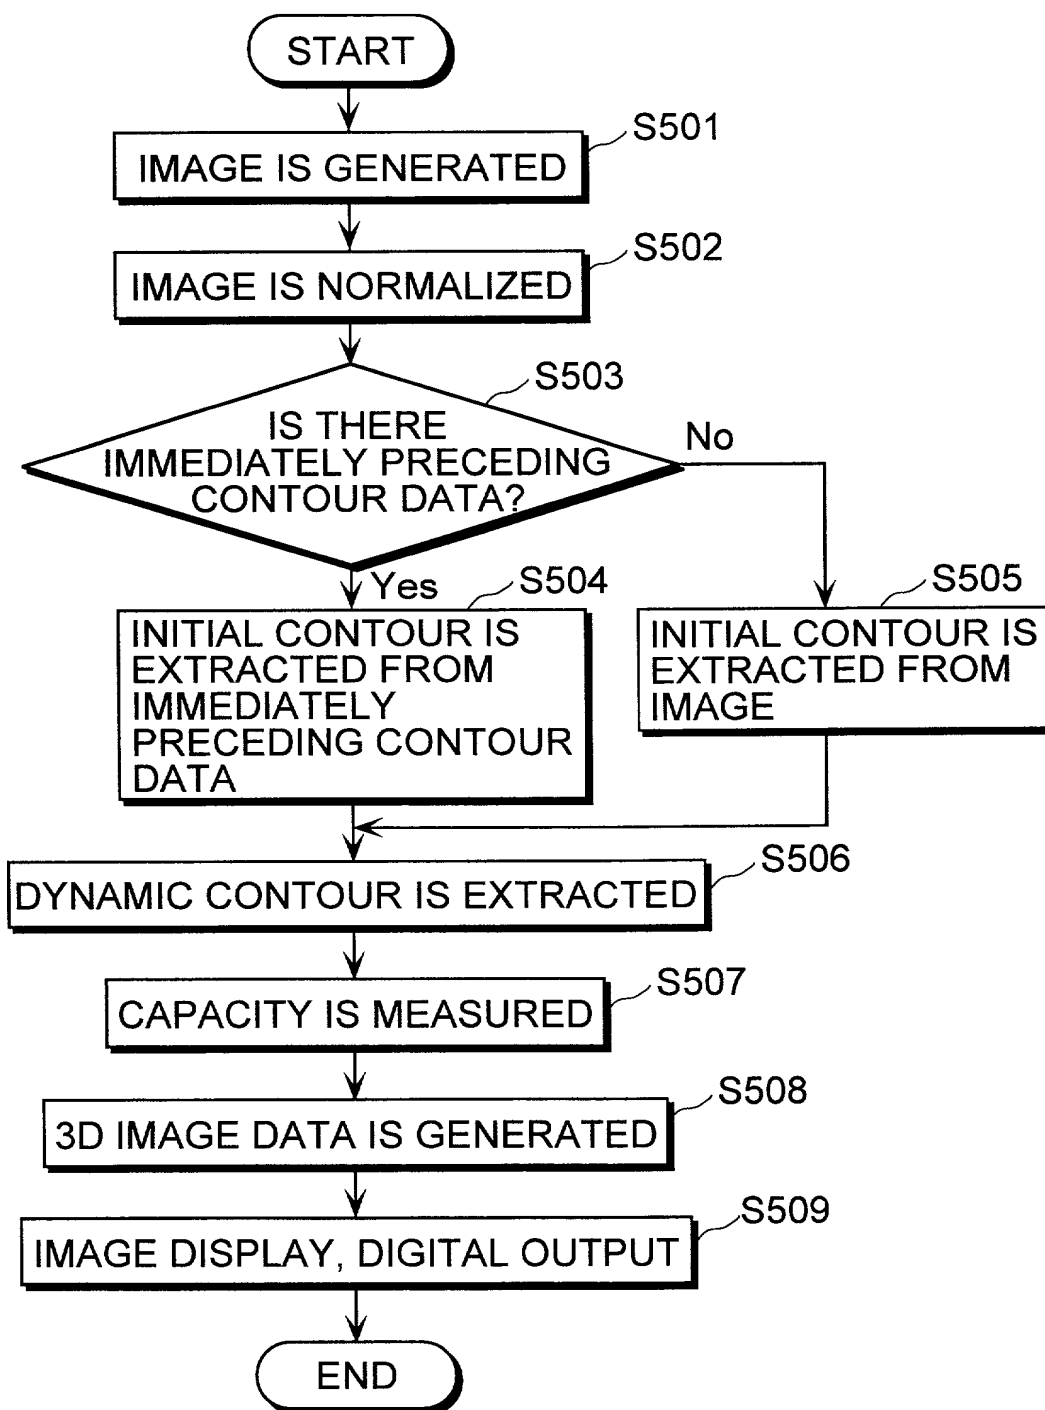 START
S501
IMAGE IS GENERATED
S502
IMAGE IS NORMALIZED
S503
IS THERE
IMMEDIATELY PRECEDING
CONTOUR DATA?
No
Yes
S504
INITIAL CONTOUR IS
EXTRACTED FROM
IMMEDIATELY
PRECEDING CONTOUR
DATA
S505
INITIAL CONTOUR IS
EXTRACTED FROM
IMAGE
S506
DYNAMIC CONTOUR IS EXTRACTED
S507
CAPACITY IS MEASURED
S508
3D IMAGE DATA IS GENERATED
S509
IMAGE DISPLAY, DIGITAL OUTPUT
END